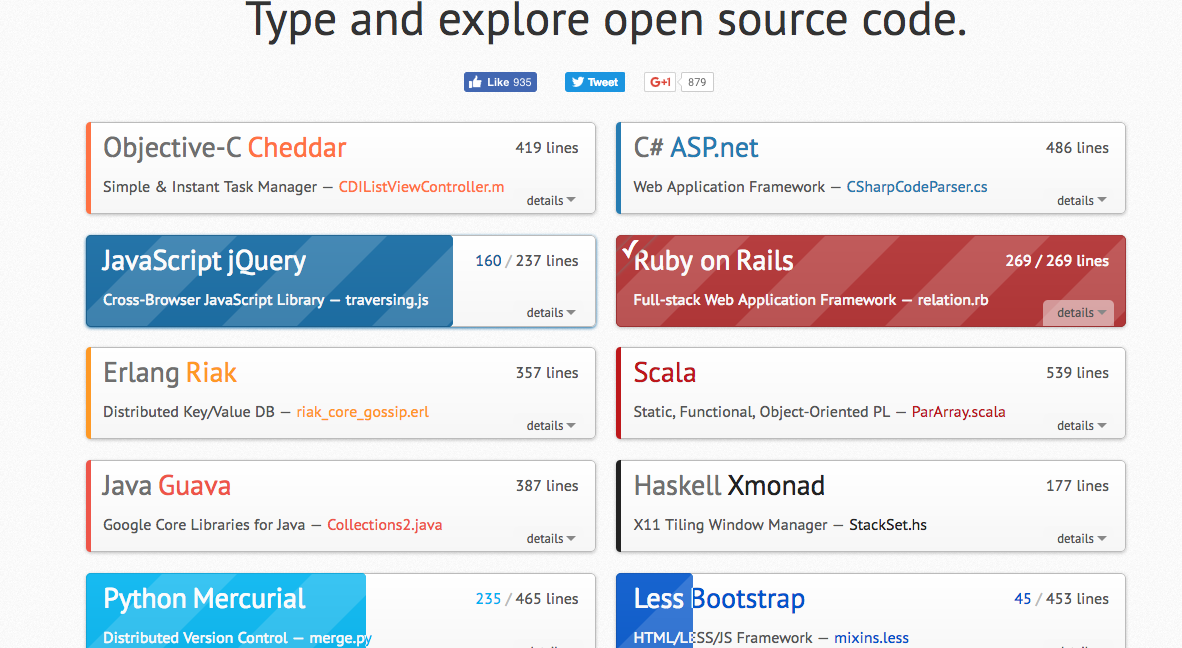 Type and explore open source code.
Like 935
Tweet
G+1
879
Objective-C Cheddar
419 lines
Simple & Instant Task Manager — CDIListViewController.m
details
C# ASP.net
486 lines
Web Application Framework — CSharpCodeParser.cs
details
JavaScript jQuery
160 / 237 lines
Cross-Browser JavaScript Library — traversing.js
details
Ruby on Rails
269 / 269 lines
Full-stack Web Application Framework — relation.rb
details
Erlang Riak
357 lines
Distributed Key/Value DB — riak_core_gossip.erl
details
Scala
539 lines
Static, Functional, Object-Oriented PL — ParArray.scala
details
Java Guava
387 lines
Google Core Libraries for Java — Collections2.java
details
Haskell Xmonad
177 lines
X11 Tiling Window Manager — StackSet.hs
details
Python Mercurial
235 / 465 lines
Distributed Version Control — merge.py
Less Bootstrap
45 / 453 lines
HTML/LESS/JS Framework — mixins.less